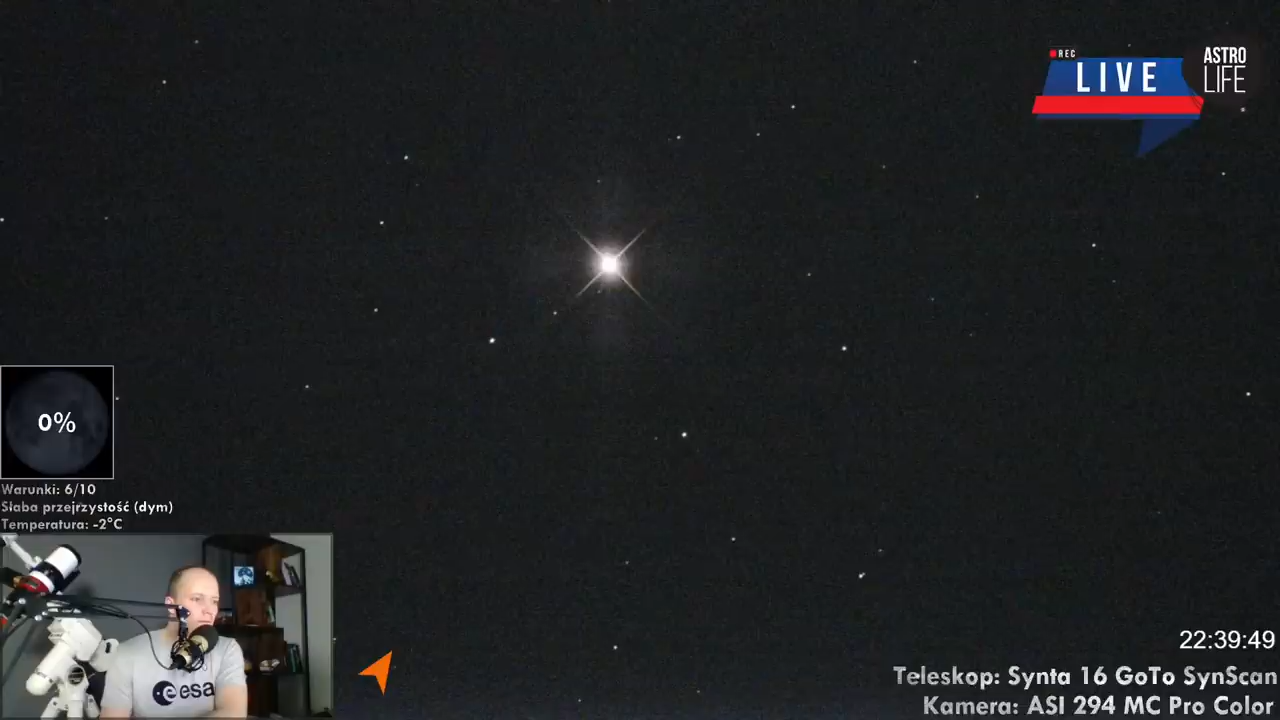 REC
LIVE
ASTRO
LIFE
0%
Warunki: 6/10
Słaba przejrzystość (dym)
Temperatura: -2°C
esa
22:39:49
Teleskop: Synta 16 GoTo SynScan
Kamera: ASI 294 MC Pro Color